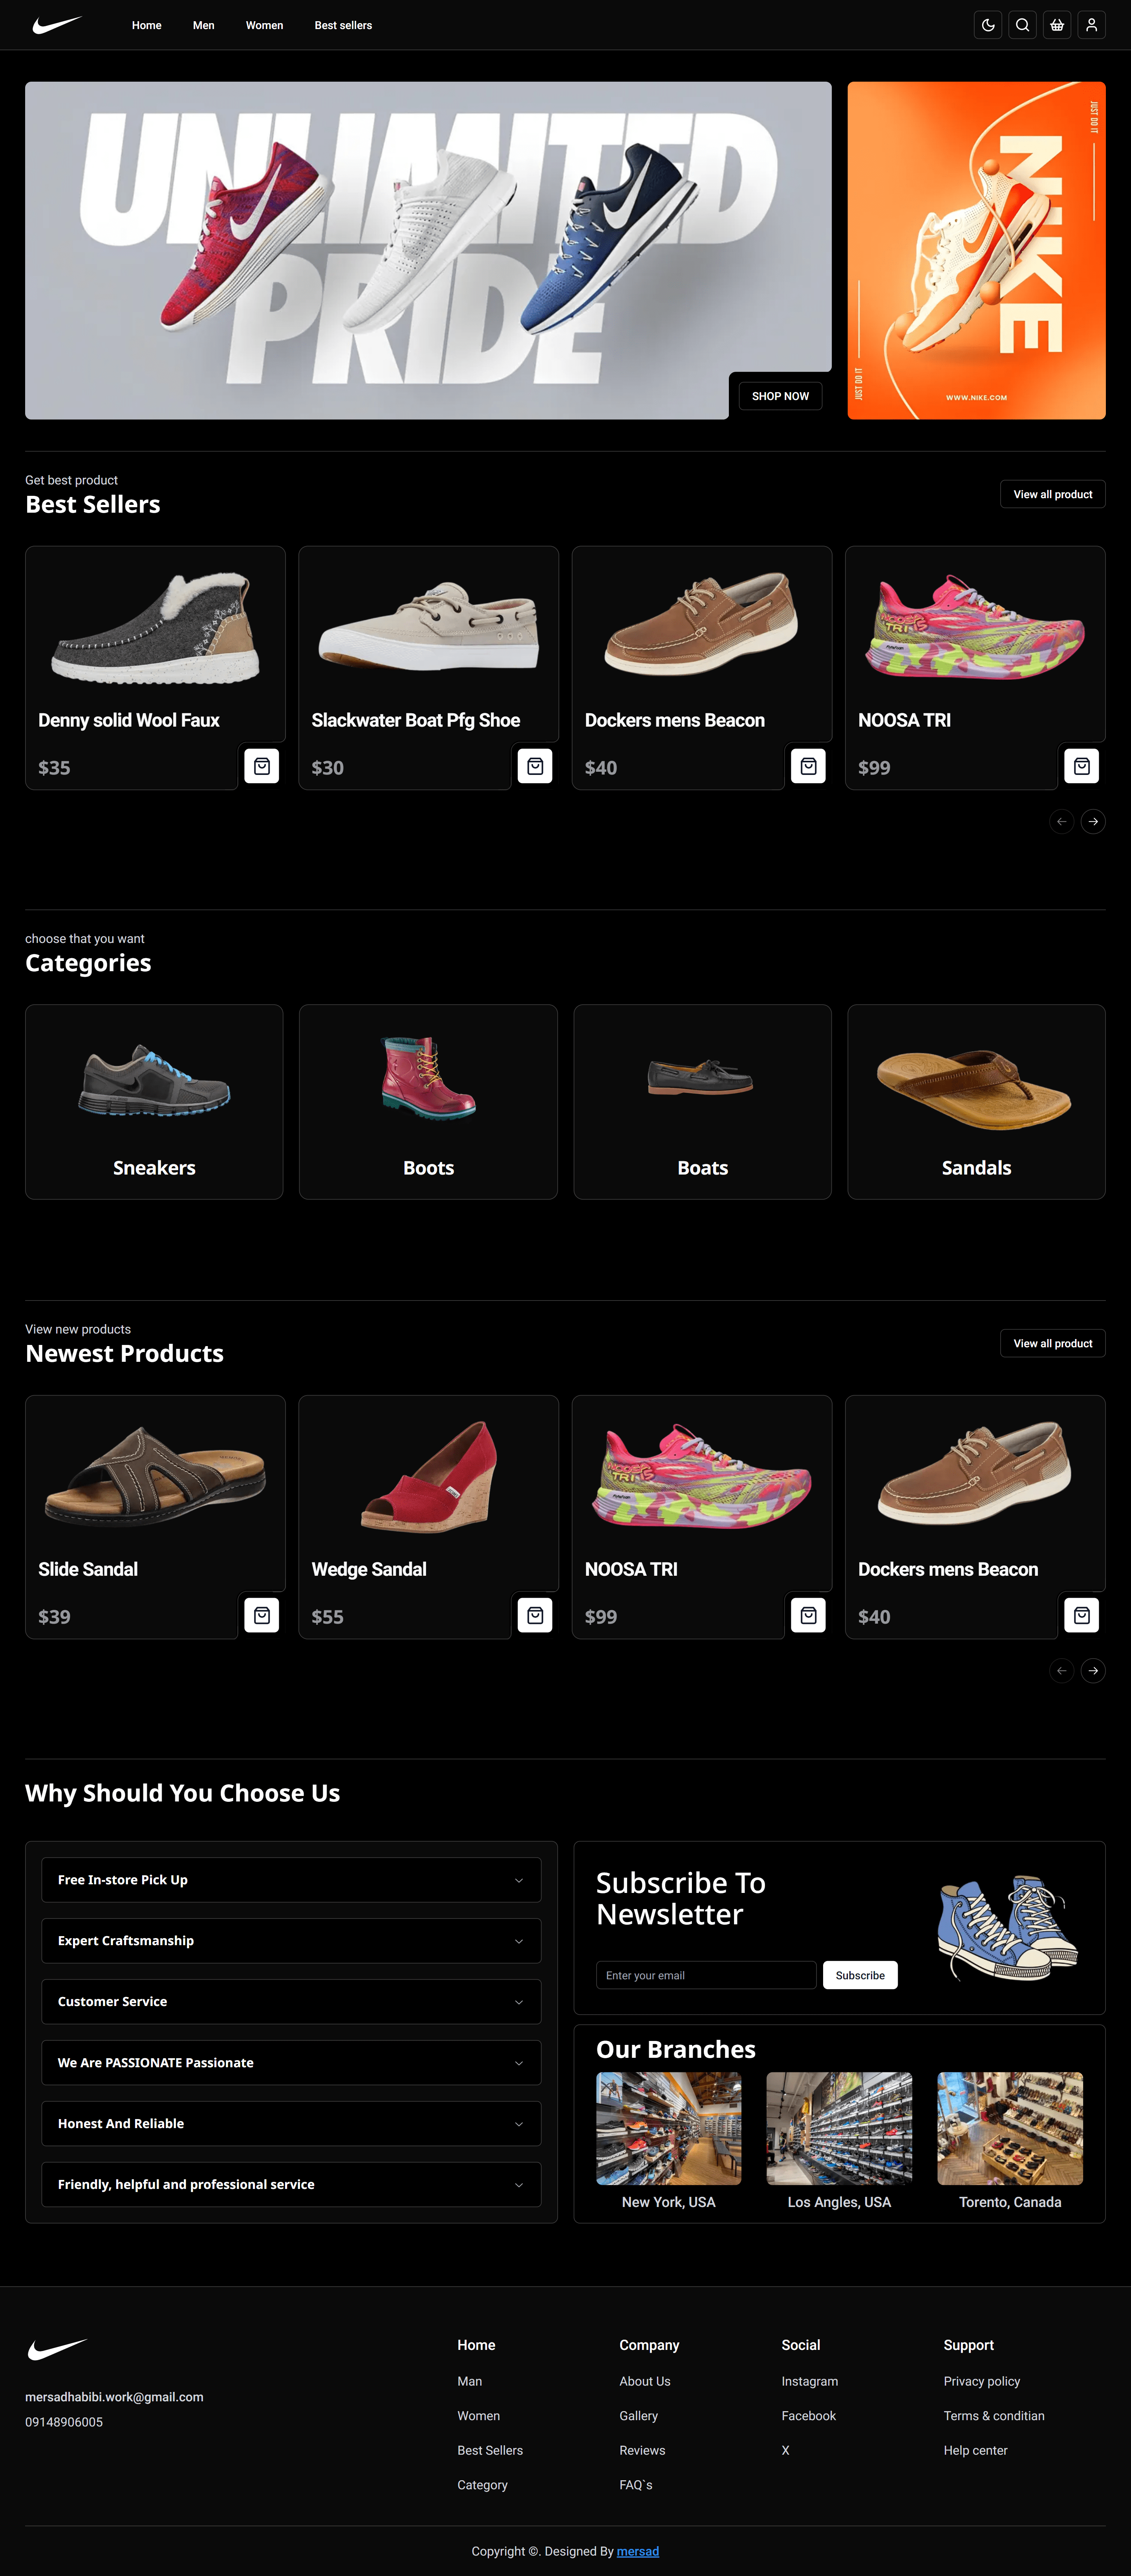 Home Men Women Best sellers
UNLIMITED
PRIDE
SHOP NOW
JUST DO IT
NIKE
JUST DO IT
WWW.NIKE.COM
Get best product
Best Sellers
View all product
Denny solid Wool Faux
$35
Slackwater Boat Pfg Shoe
$30
Dockers mens Beacon
$40
NOOSA TRI
NOOSA TRI
$99
choose that you want
Categories
Sneakers
Boots
Boats
Sandals
View new products
Newest Products
View all product
Slide Sandal
$39
Wedge Sandal
$55
NOOSA TRI
NOOSA TRI
$99
Dockers mens Beacon
$40
Why Should You Choose Us
Free In-store Pick Up
Expert Craftsmanship
Customer Service
We Are PASSIONATE Passionate
Honest And Reliable
Friendly, helpful and professional service
Subscribe To
Newsletter
Enter your email
Subscribe
Our Branches
New York, USA
Los Angles, USA
Torento, Canada
mersadhabibi.work@gmail.com
09148906005
Home
Man
Women
Best Sellers
Category
Company
About Us
Gallery
Reviews
FAQ`s
Social
Instagram
Facebook
X
Support
Privacy policy
Terms & conditian
Help center
Copyright ©. Designed By mersad